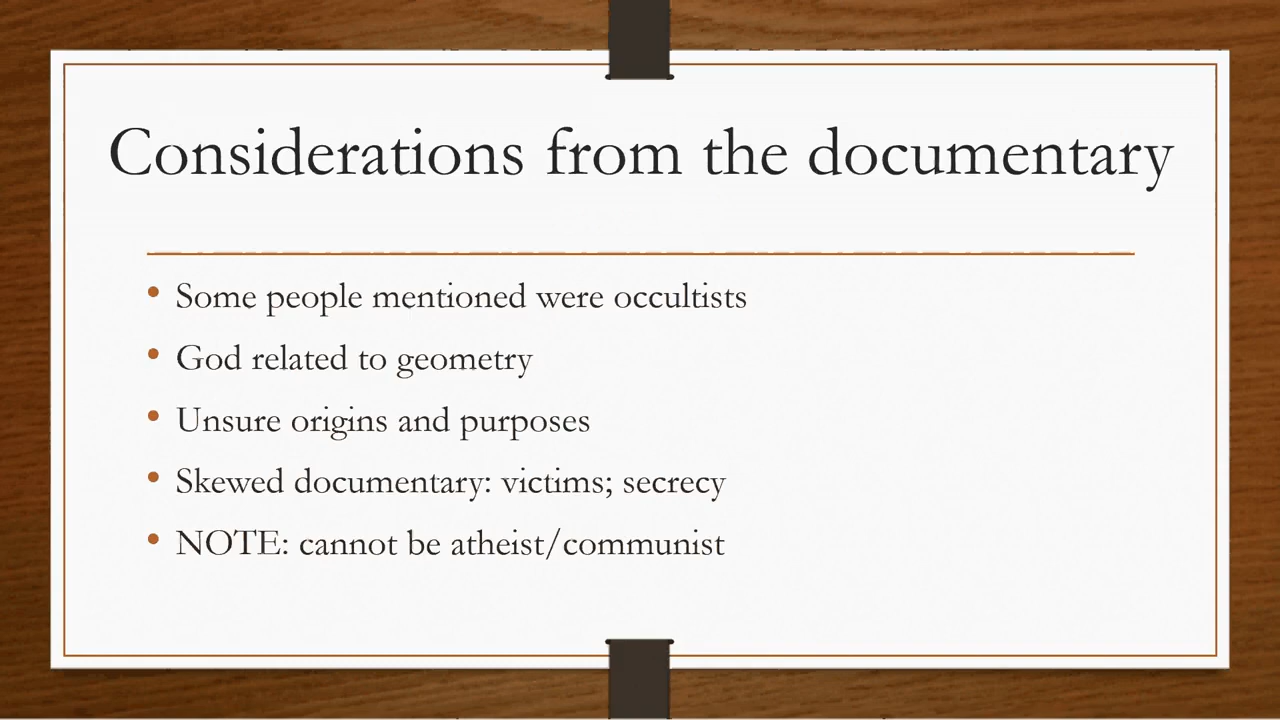 Considerations from the documentary
• Some people mentioned were occultists
• God related to geometry
• Unsure origins and purposes
• Skewed documentary: victims; secrecy
• NOTE: cannot be atheist/communist